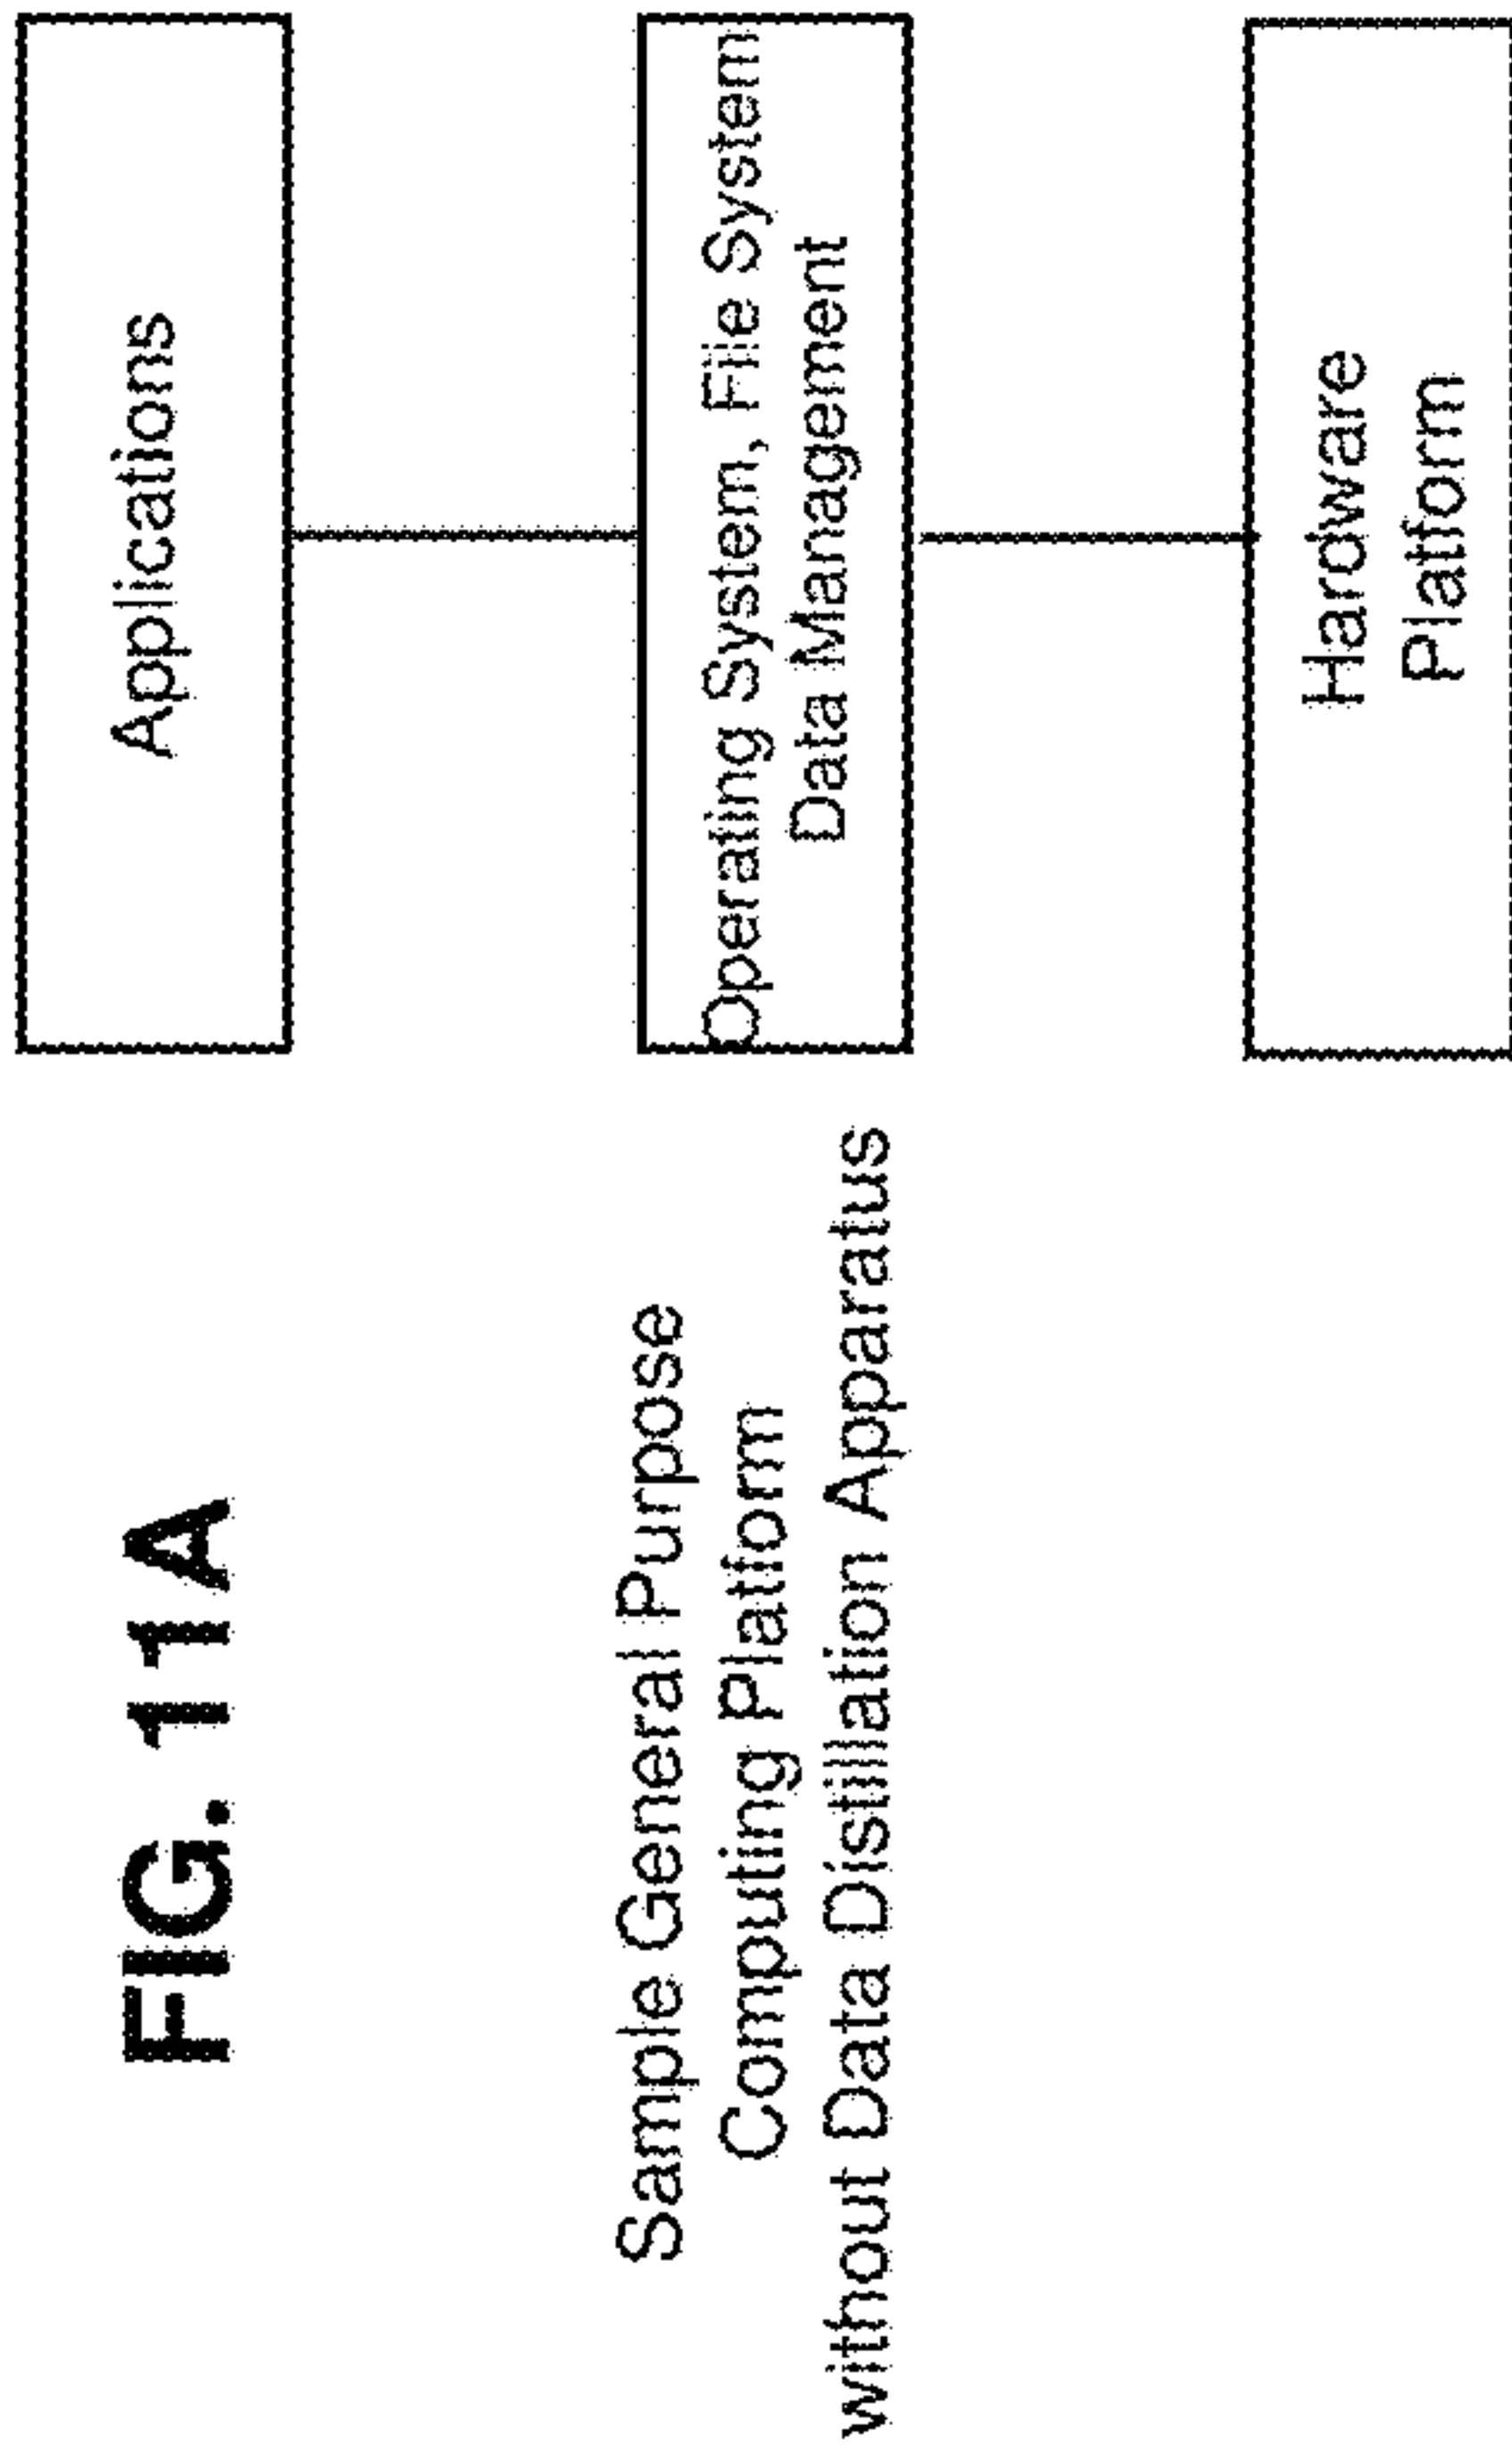 FIG. 11A
Sample General Purpose
Computing Platform
without Data Distillation Apparatus
Applications
Operating System, File System
Data Management
Hardware
Platform